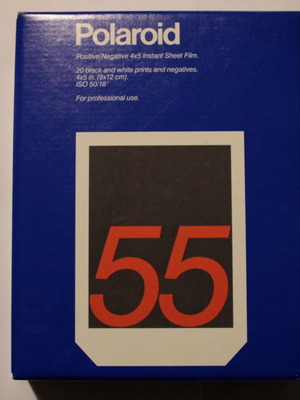 Polaroid
Positive/Negative 4x5 Instant Sheet Film.
20 black and white prints and negatives.
4x5 in. (9x12 cm).
ISO 50/18°
For professional use.
55